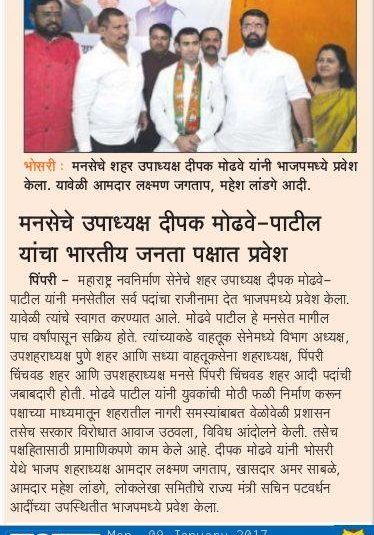 भोसरी : मनसेचे शहर उपाध्यक्ष दीपक मोढवे यांनी भाजपमध्ये प्रवेश
केला. यावेळी आमदार लक्ष्मण जगताप, महेश लांडगे आदी.
मनसेचे उपाध्यक्ष दीपक मोढवे-पाटील
यांचा भारतीय जनता पक्षात प्रवेश
पिंपरी - महाराष्ट्र नवनिर्माण सेनेचे शहर उपाध्यक्ष दीपक मोढवे-
पाटील यांनी मनसेतील सर्व पदांचा राजीनामा देत भाजपमध्ये प्रवेश केला.
यावेळी त्यांचे स्वागत करण्यात आले. मोढवे पाटील हे मनसेत मागील
पाच वर्षांपासून सक्रिय होते. त्यांच्याकडे वाहतूक सेनेमध्ये विभाग अध्यक्ष,
उपशहराध्यक्ष पुणे शहर आणि सध्या वाहतूकसेना शहराध्यक्ष, पिंपरी
चिंचवड शहर आणि उपशहराध्यक्ष मनसे पिंपरी चिंचवड शहर आदी पदांची
जबाबदारी होती. मोढवे पाटील यांनी युवकांची मोठी फळी निर्माण करून
पक्षाच्या माध्यमातून शहरातील नागरी समस्यांबाबत वेळोवेळी प्रशासन
तसेच सरकार विरोधात आवाज उठवला, विविध आंदोलने केली. तसेच
पक्षहितासाठी प्रामाणिकपणे काम केले आहे. दीपक मोढवे यांनी भोसरी
येथे भाजप शहराध्यक्ष आमदार लक्ष्मण जगताप, खासदार अमर साबळे,
आमदार महेश लांडगे, लोकलेखा समितीचे राज्य मंत्री सचिन पटवर्धन
आदींच्या उपस्थितीत भाजपमध्ये प्रवेश केला.
Mon, 09 January 2017